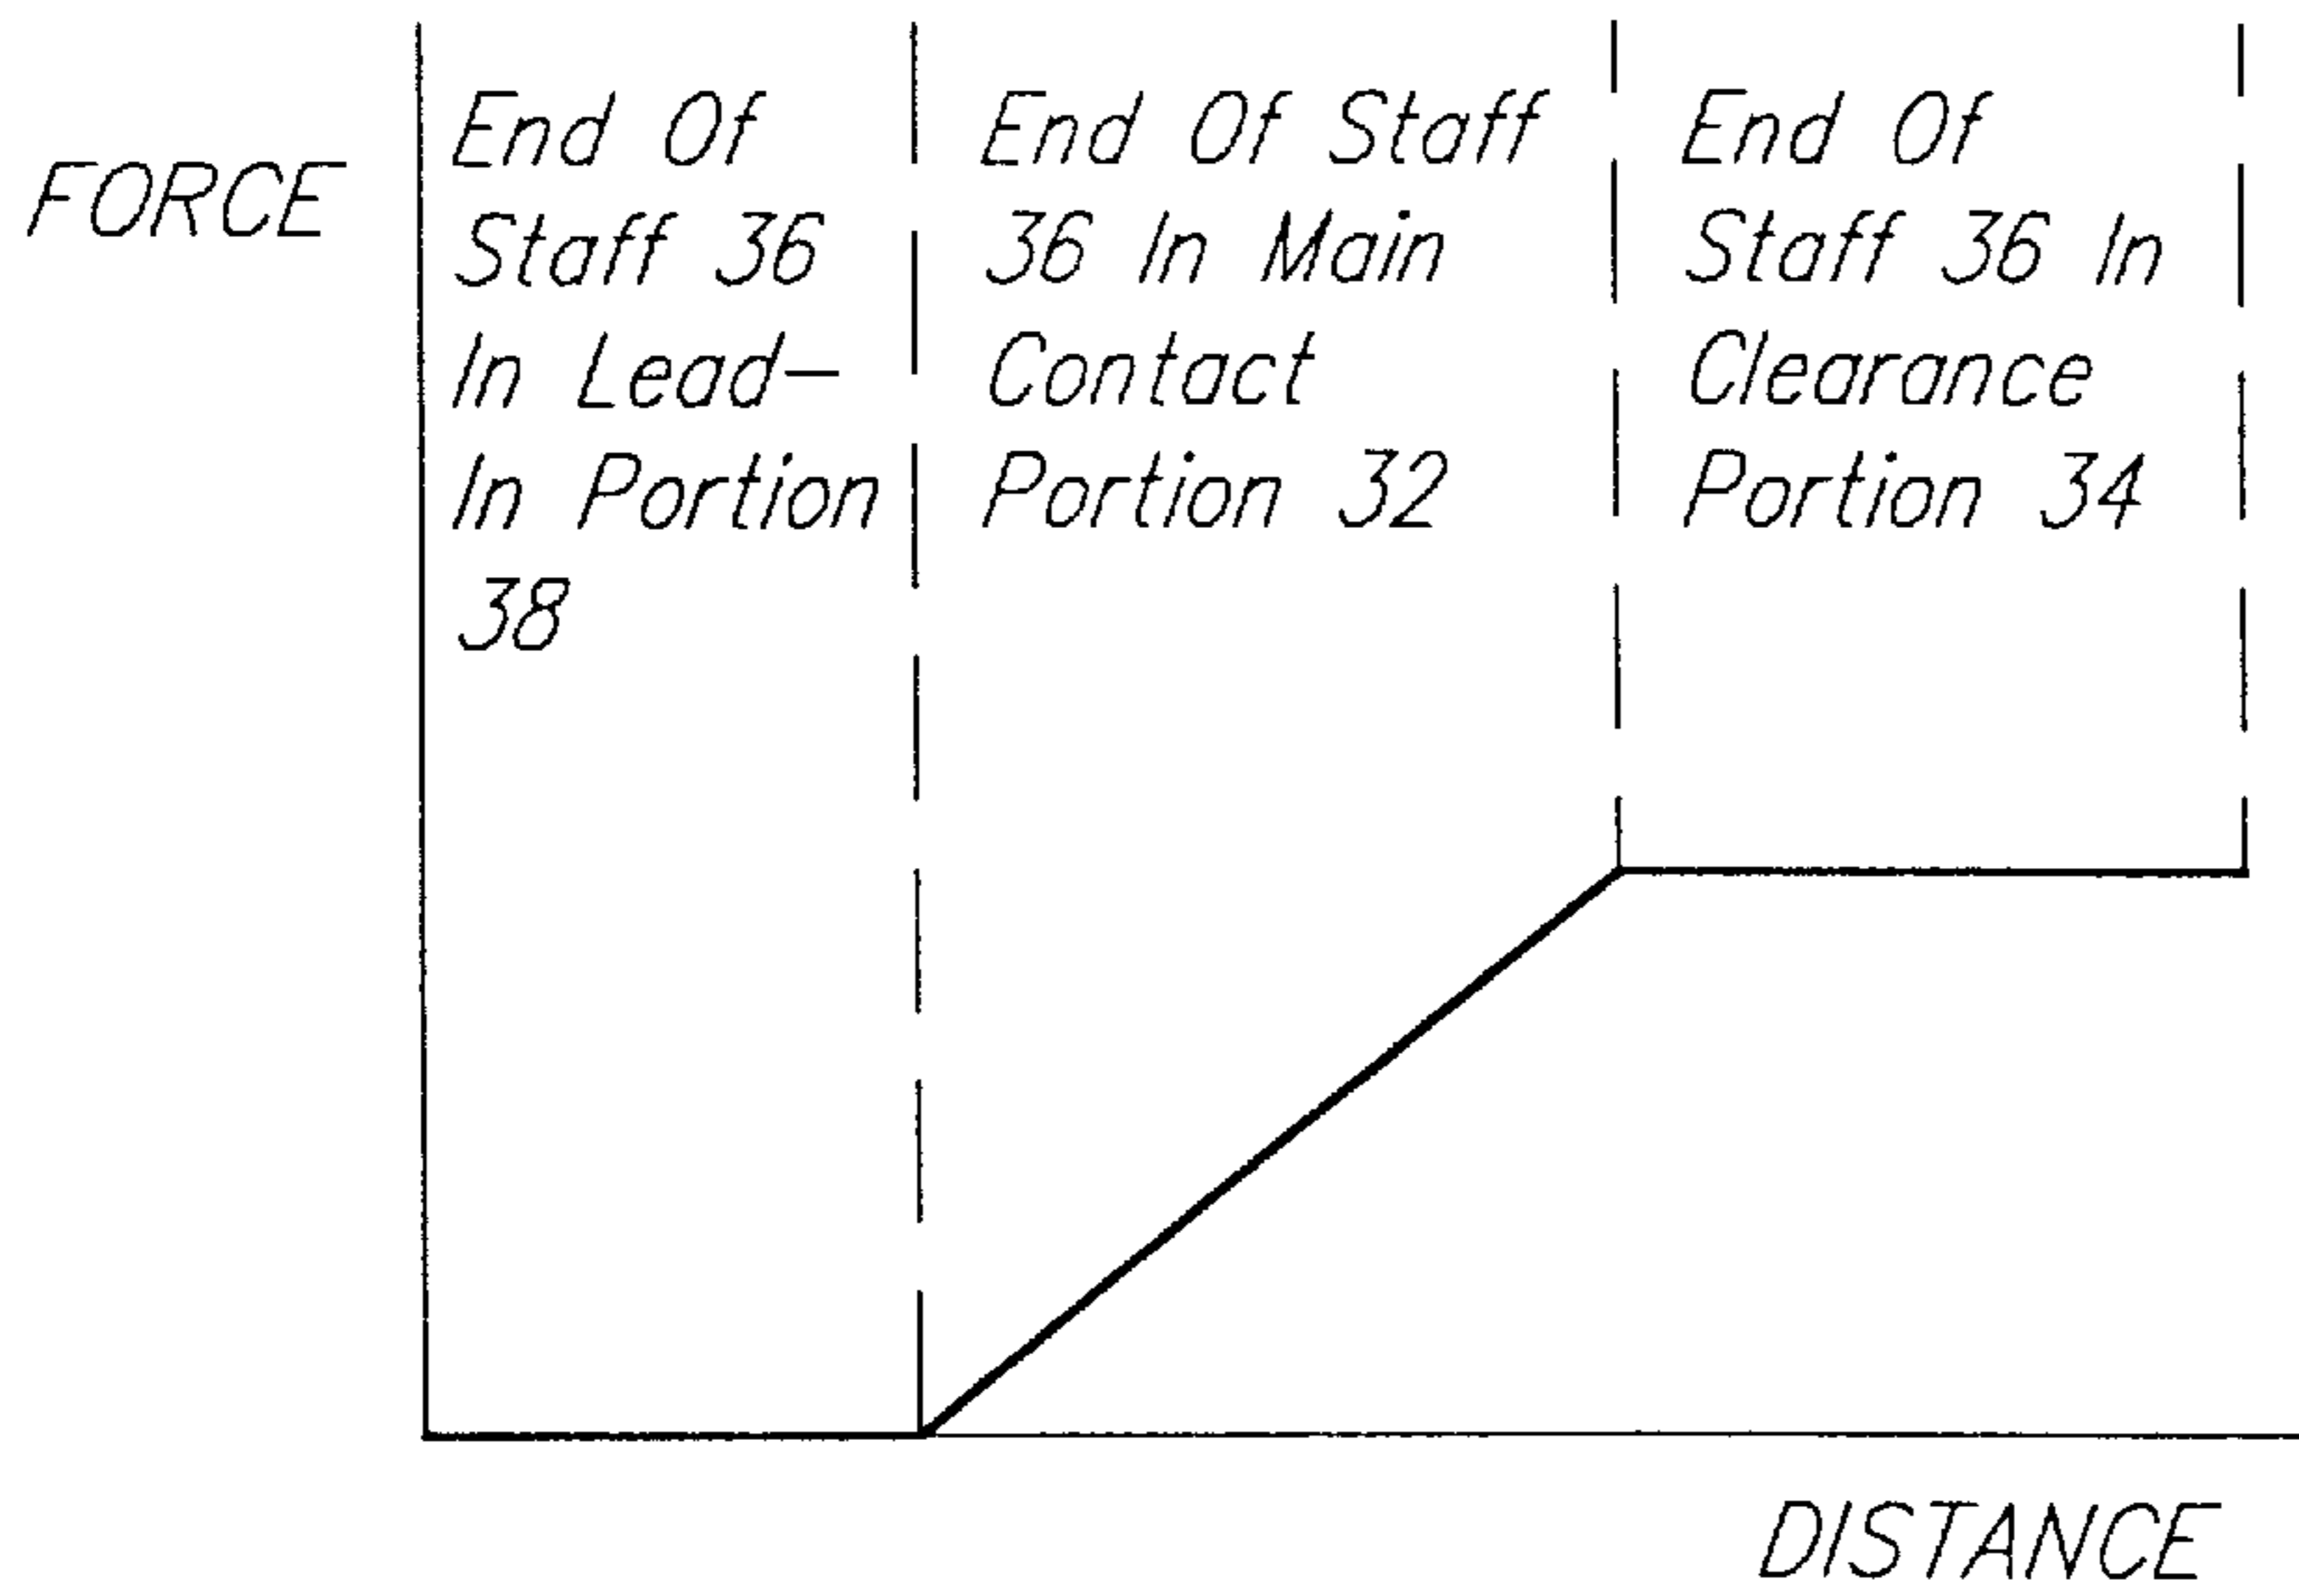 FORCE
End Of
Staff 36
In Lead-
In Portion
38
End Of Staff
36 In Main
Contact
Portion 32
End Of
Staff 36 In
Clearance
Portion 34
DISTANCE